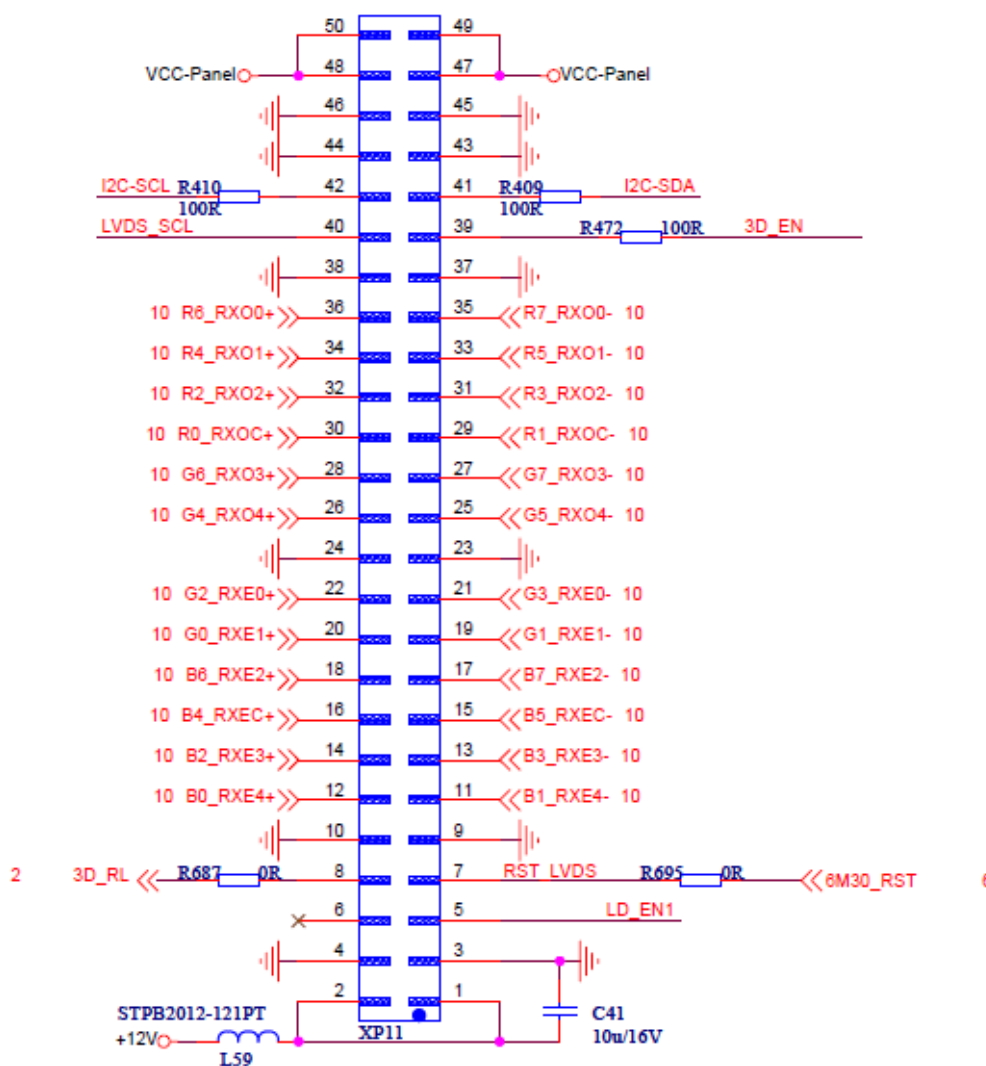 50 49
VCC-Panel 48 47 VCC-Panel
46 45
44 43
I2C-SCL R410 42 41 R409 I2C-SDA
100R 100R
LVDS_SCL 40 39 R472 100R 3D_EN
38 37
10 R6_RXO0+ 36 35 R7_RXO0- 10
10 R4_RXO1+ 34 33 R5_RXO1- 10
10 R2_RXO2+ 32 31 R3_RXO2- 10
10 R0_RXOC+ 30 29 R1_RXOC- 10
10 G6_RXO3+ 28 27 G7_RXO3- 10
10 G4_RXO4+ 26 25 G5_RXO4- 10
24 23
10 G2_RXE0+ 22 21 G3_RXE0- 10
10 G0_RXE1+ 20 19 G1_RXE1- 10
10 B6_RXE2+ 18 17 B7_RXE2- 10
10 B4_RXEC+ 16 15 B5_RXEC- 10
10 B2_RXE3+ 14 13 B3_RXE3- 10
10 B0_RXE4+ 12 11 B1_RXE4- 10
10 9
2 3D_RL R687 0R 8 7 RST_LVDS R695 0R 6M30_RST
6 5 LD_EN1
4 3
STPB2012-121PT 2 1 C41
+12V XP11 10u/16V
L59